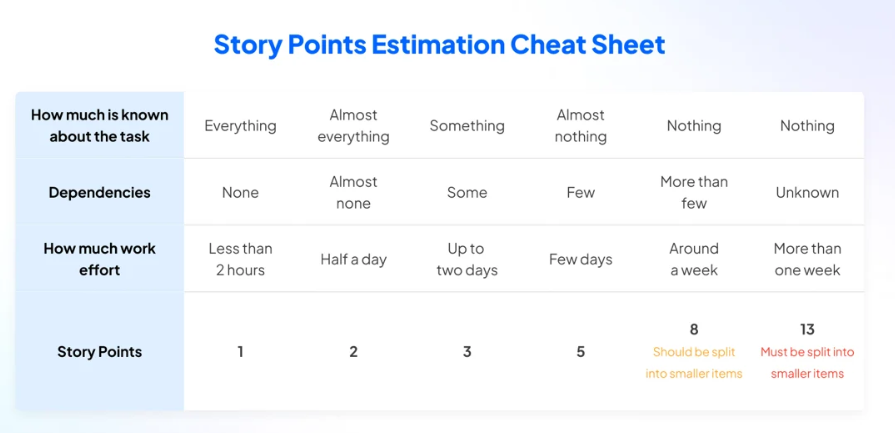 Story Points Estimation Cheat Sheet
How much is known
about the task
Everything
Almost
everything
Something
Almost
nothing
Nothing
Nothing
Dependencies
None
Almost
none
Some
Few
More than
few
Unknown
How much work
effort
Less than
2 hours
Half a day
Up to
two days
Few days
Around
a week
More than
one week
Story Points
1
2
3
5
8
Should be split
into smaller items
13
Must be split into
smaller items